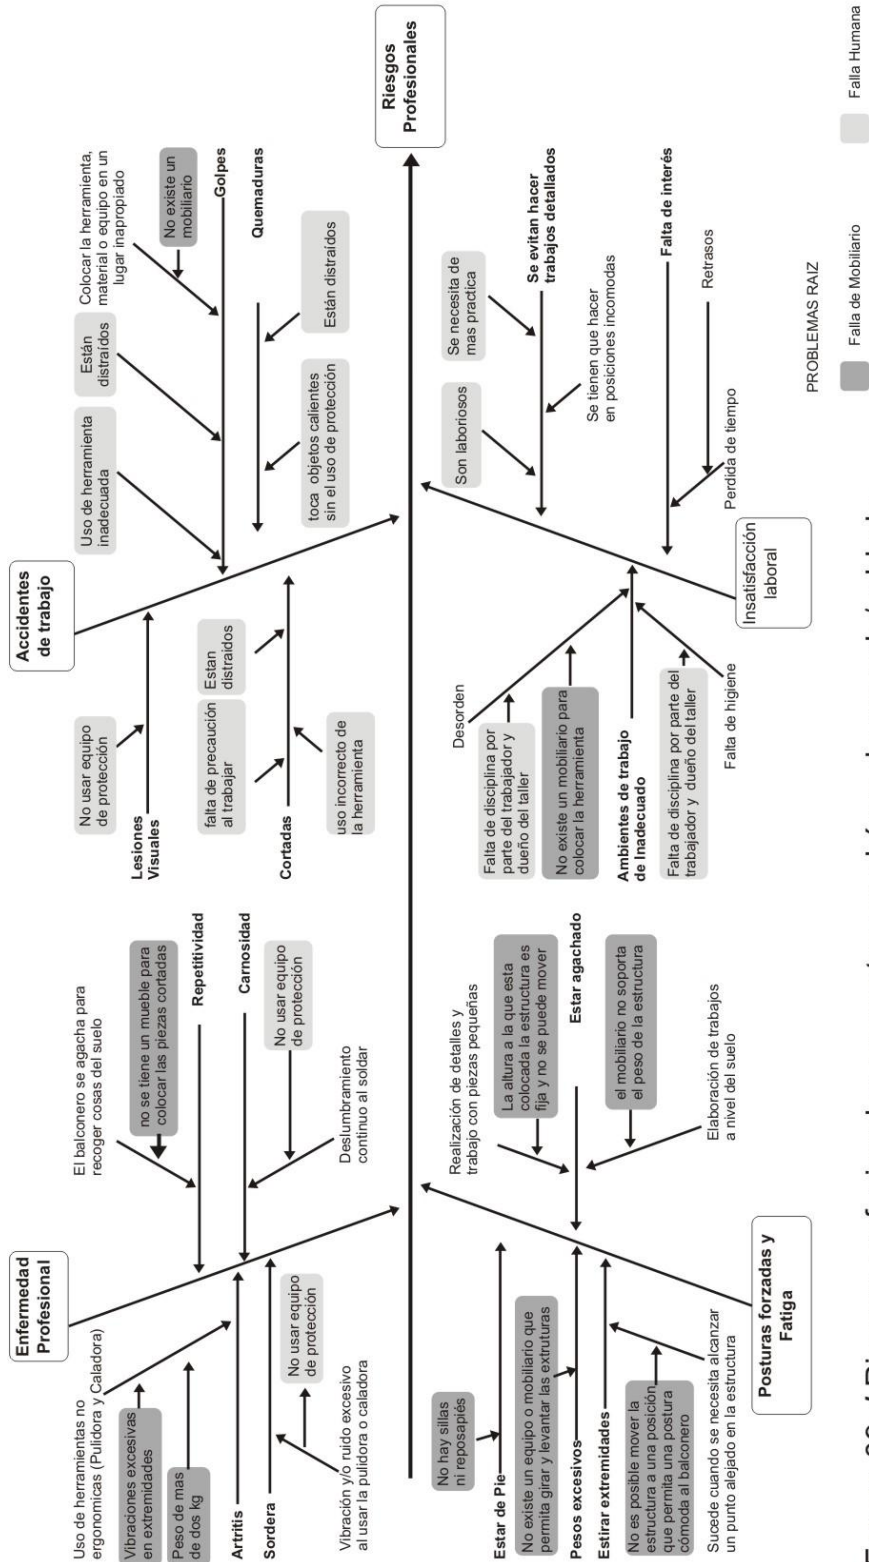 Enfermedad
Profesional
Uso de herramientas no
ergonomicas (Pulidora y Caladora)
Vibraciones excesivas
en extremidades
Peso de mas
de dos kg
Artritis
Sordera
No usar equipo
de protección
Vibración y/o ruido excesivo
al usar la pulidora o caladora
El balconero se agacha para
recoger cosas del suelo
no se tiene un mueble para
colocar las piezas cortadas
Repetitividad
Carnosidad
No usar equipo
de protección
Deslumbramiento
continuo al soldar
Accidentes
de trabajo
No usar equipo
de protección
Lesiones
Visuales
falta de precaución
al trabajar
Estan
distraidos
Cortadas
uso incorrecto de
la herramienta
Uso de herramienta
inadecuada
Están
distraídos
Colocar la herramienta,
material o equipo en un
lugar inapropiado
No existe un
mobiliario
Golpes
Quemaduras
toca objetos calientes
sin el uso de protección
Están distraídos
Riesgos
Profesionales
No hay sillas
ni reposapiés
Estar de Pie
No existe un equipo o mobiliario que
permita girar y levantar las extruturas
Pesos excesivos
Estirar extremidades
No es posible mover la
estructura a una posición
que permita una postura
cómoda al balconero
Sucede cuando se necesita alcanzar
un punto alejado en la estructura
Realización de detalles y
trabajo con piezas pequeñas
La altura a la que esta
colocada la estructura es
fija y no se puede mover
Estar agachado
el mobiliario no soporta
el peso de la estructura
Elaboración de trabajos
a nivel del suelo
Posturas forzadas y
Fatiga
Desorden
Falta de disciplina por
parte del trabajador y
dueño del taller
No existe un mobiliario para
colocar la herramienta
Ambientes de trabajo
de Inadecuado
Falta de disciplina por parte del
trabajador y dueño del taller
Falta de higiene
Son laboriosos
Se necesita de
mas practica
Se evitan hacer
trabajos detallados
Se tienen que hacer
en posiciones incomodas
Falta de interés
Retrasos
Perdida de tiempo
Insatisfacción
laboral
PROBLEMAS RAIZ
Falla de Mobiliario
Falla Humana